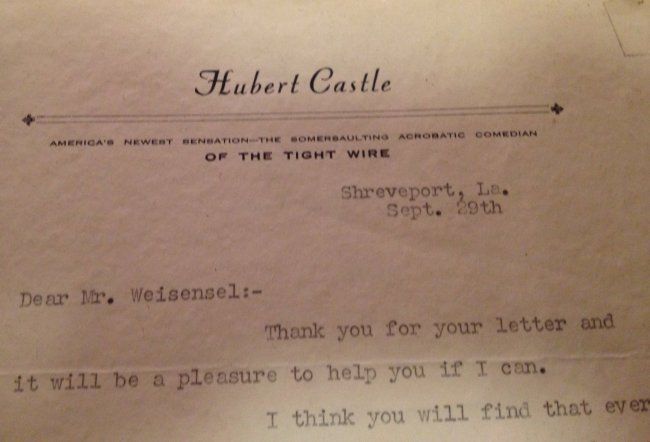 Hubert Castle
AMERICA'S NEWEST SENSATION—THE SOMERSAULTING ACROBATIC COMEDIAN
OF THE TIGHT WIRE
Shreveport, La.
Sept. 29th
Dear Mr. Weisensel:-
Thank you for your letter and
it will be a pleasure to help you if I can.
I think you will find that ever